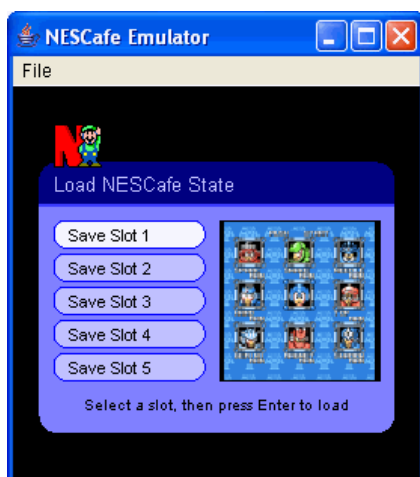 NESCafe Emulator
File
N
Load NESCafe State
Save Slot 1
Save Slot 2
Save Slot 3
Save Slot 4
Save Slot 5
Select a slot, then press Enter to load